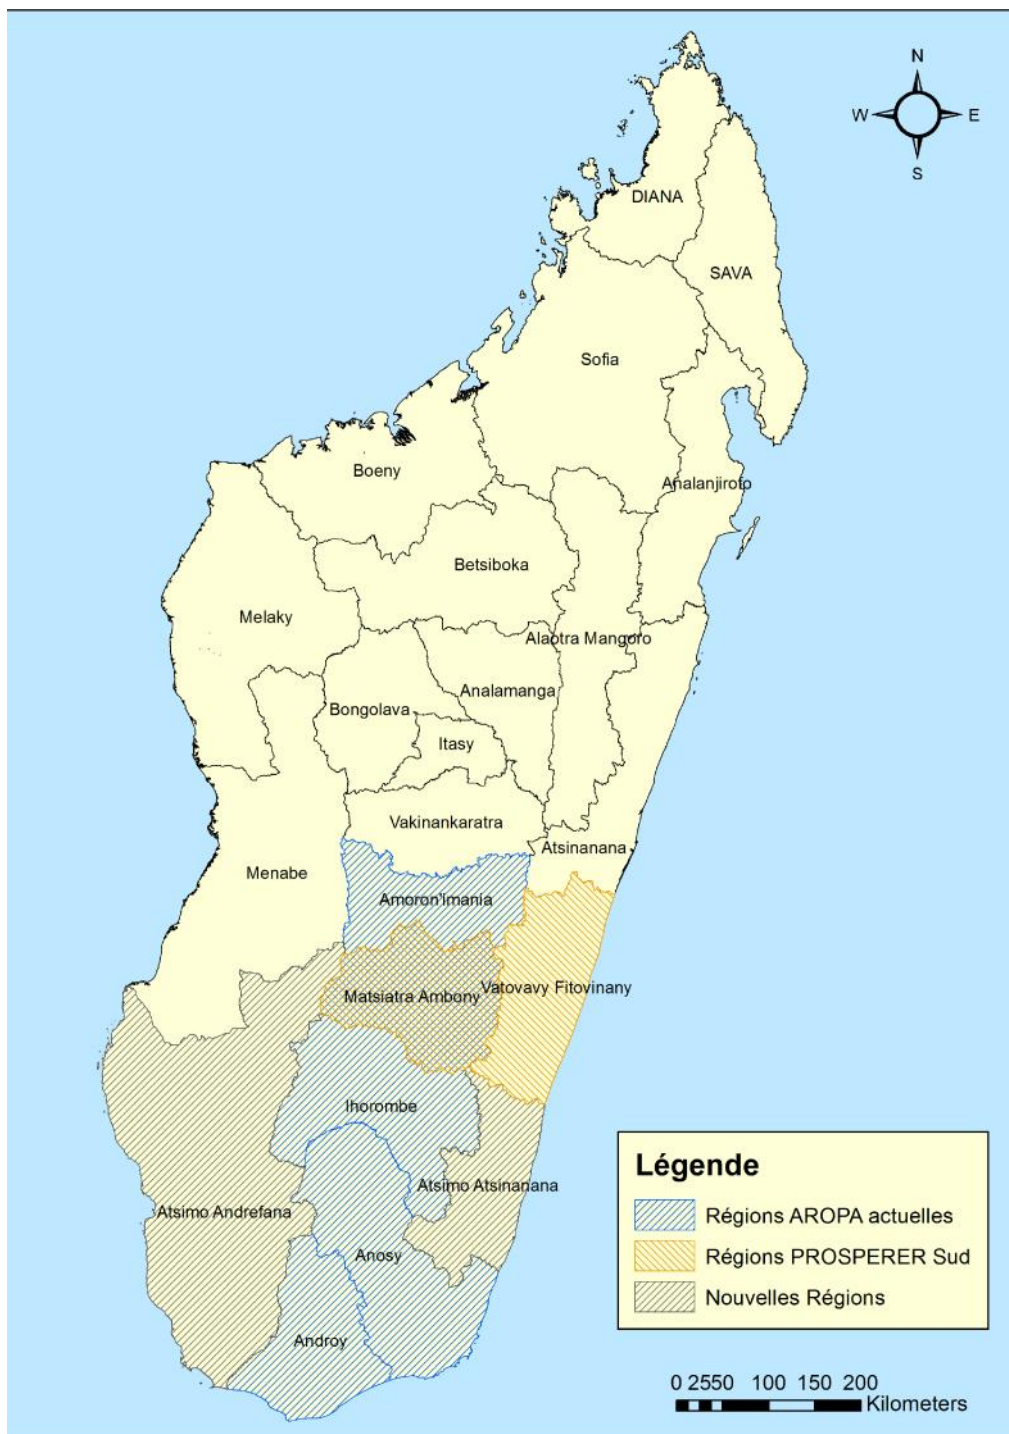 N
W E
S
DIANA
SAVA
Sofia
Boeny
Analanjirofo
Betsiboka
Melaky
Alaotra Mangoro
Analamanga
Bongolava
Itasy
Vakinankaratra
Atsinanana
Menabe
Amoron'imania
Vatovavy Fitovinany
Matsiatra Ambony
Ihorombe
Atsimo Atsinanana
Atsimo Andrefana
Anosy
Androy
Légende
Régions AROPA actuelles
Régions PROSPERER Sud
Nouvelles Régions
0 2550 100 150 200
Kilometers